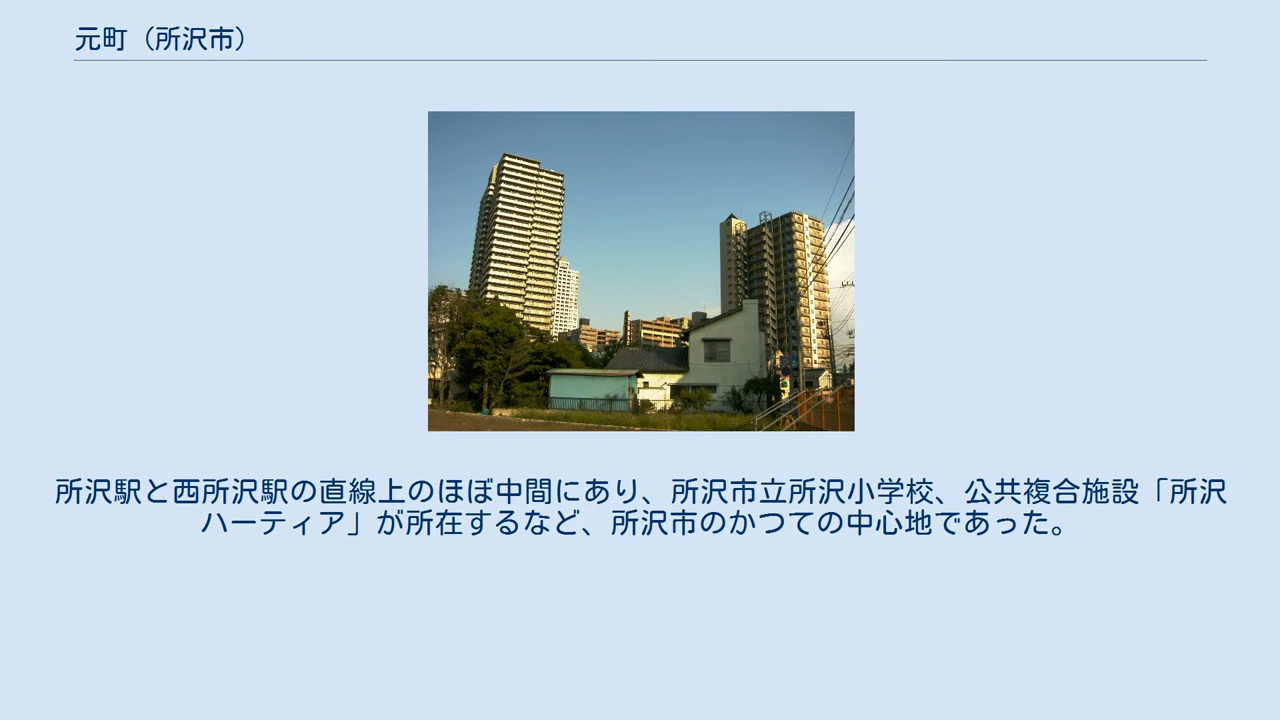 元町（所沢市）
所沢駅と西所沢駅の直線上のほぼ中間にあり、所沢市立所沢小学校、公共複合施設「所沢
ハーティア」が所在するなど、所沢市のかつての中心地であった。